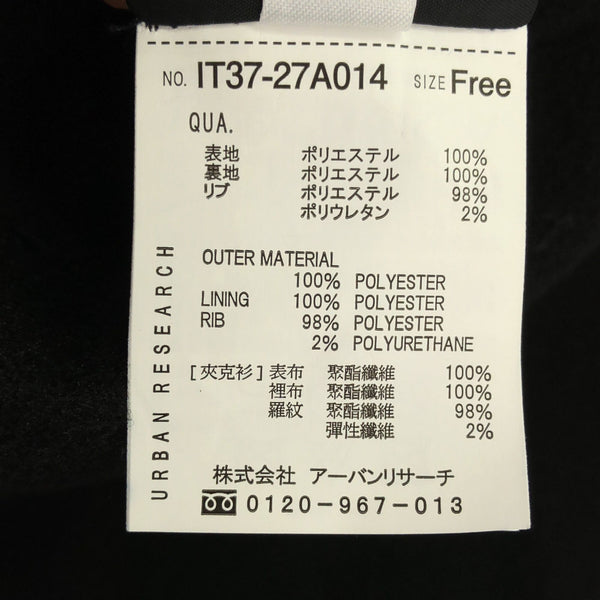 NO. IT37-27A014 SIZE Free
QUA.
表地 ポリエステル 100%
裏地 ポリエステル 100%
リブ ポリエステル 98%
ポリウレタン 2%
OUTER MATERIAL
100% POLYESTER
LINING 100% POLYESTER
RIB 98% POLYESTER
2% POLYURETHANE
[夾克衫] 表布 聚酯纖維 100%
裡布 聚酯纖維 100%
羅紋 聚酯纖維 98%
彈性纖維 2%
URBAN RESEARCH
株式会社 アーバンリサーチ
0120-967-013